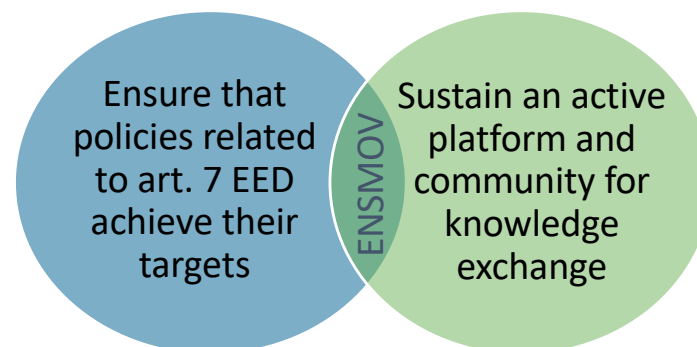 Ensure that
policies related
to art. 7 EED
achieve their
targets
ENSMOV
Sustain an active
platform and
community for
knowledge
exchange